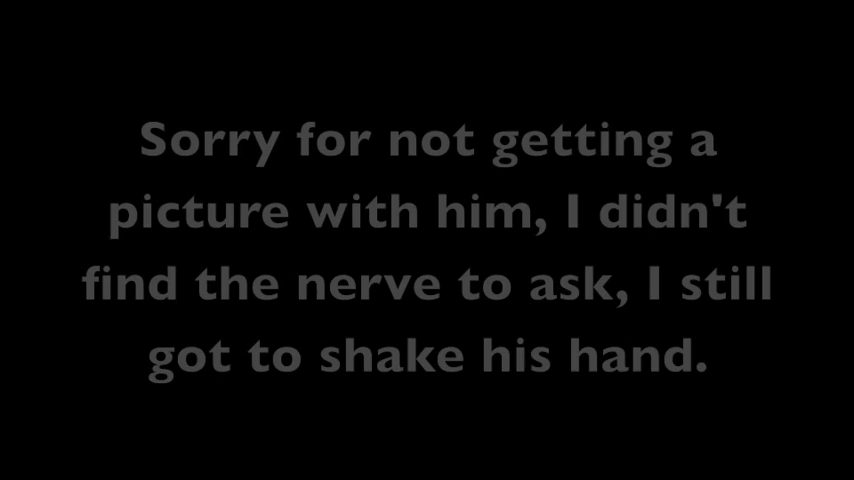 Sorry for not getting a
picture with him, I didn't
find the nerve to ask, I still
got to shake his hand.